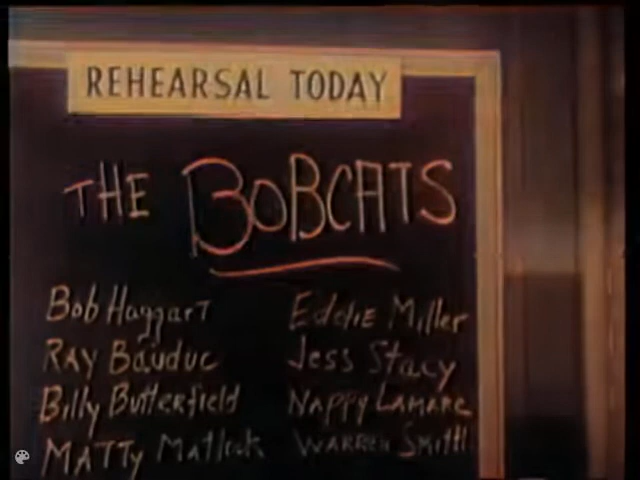 REHEARSAL TODAY
THE BOBCATS
Bob Haggart
Eddie Miller
Ray Bauduc
Jess Stacy
Billy Butterfield
Nappy Lamare
Matty Matlock
Warren Smith